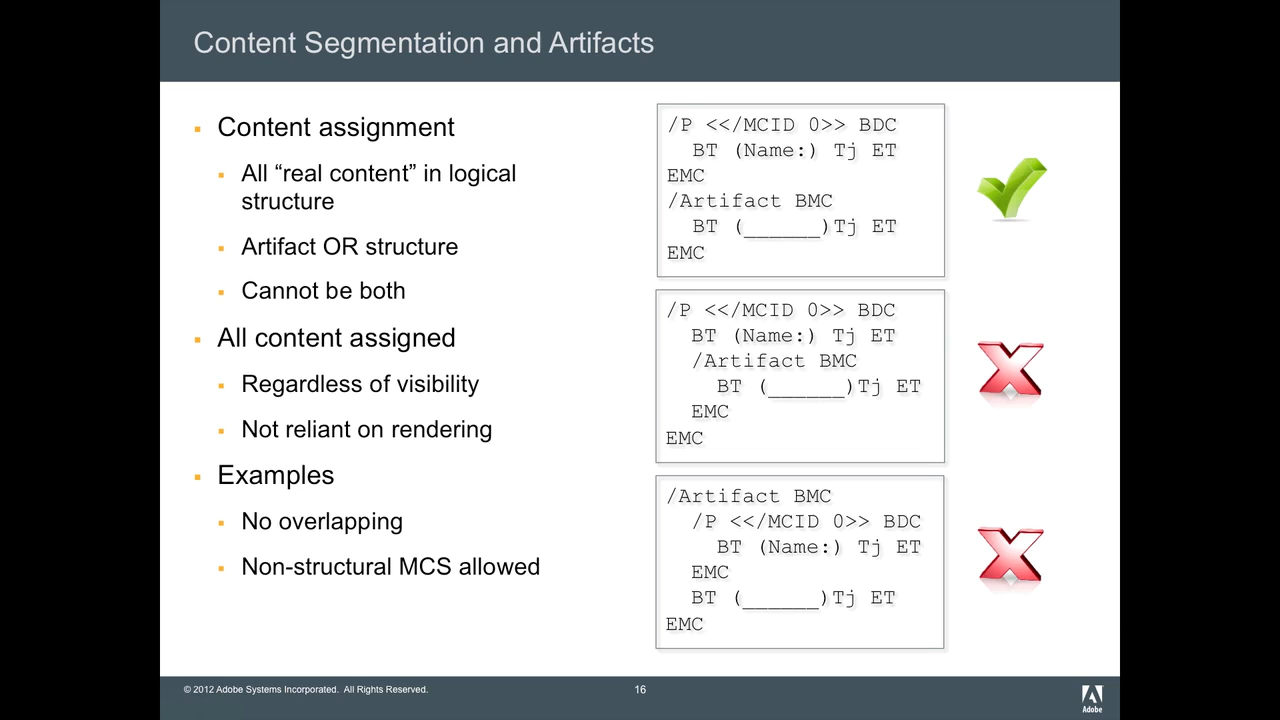 Content Segmentation and Artifacts
Content assignment
All “real content” in logical
structure
Artifact OR structure
Cannot be both
All content assigned
Regardless of visibility
Not reliant on rendering
Examples
No overlapping
Non-structural MCS allowed
/P <</MCID 0>> BDC
BT (Name:) Tj ET
EMC
/Artifact BMC
BT (______)Tj ET
EMC
/P <</MCID 0>> BDC
BT (Name:) Tj ET
/Artifact BMC
BT (______)Tj ET
EMC
EMC
/Artifact BMC
/P <</MCID 0>> BDC
BT (Name:) Tj ET
EMC
BT (______)Tj ET
EMC
© 2012 Adobe Systems Incorporated. All Rights Reserved.
16
Adobe